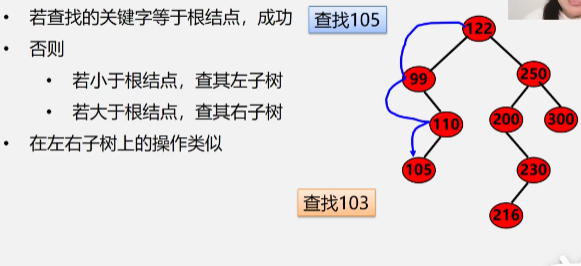 • 若查找的关键字等于根结点，成功
查找105
• 否则
• 若小于根结点，查其左子树
• 若大于根结点，查其右子树
• 在左右子树上的操作类似
查找103
122
99
250
110
200
300
105
230
216